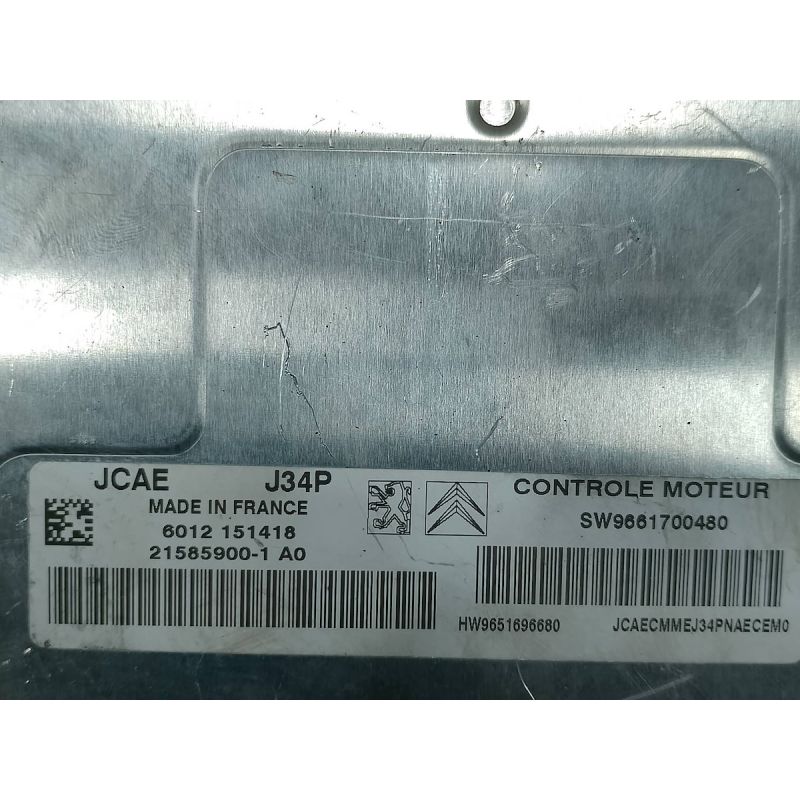 JCAE J34P
MADE IN FRANCE
6012 151418
21585900-1 A0
CONTROLE MOTEUR
SW9661700480
HW9651696680 JCAECMMEJ34PNAECEM0